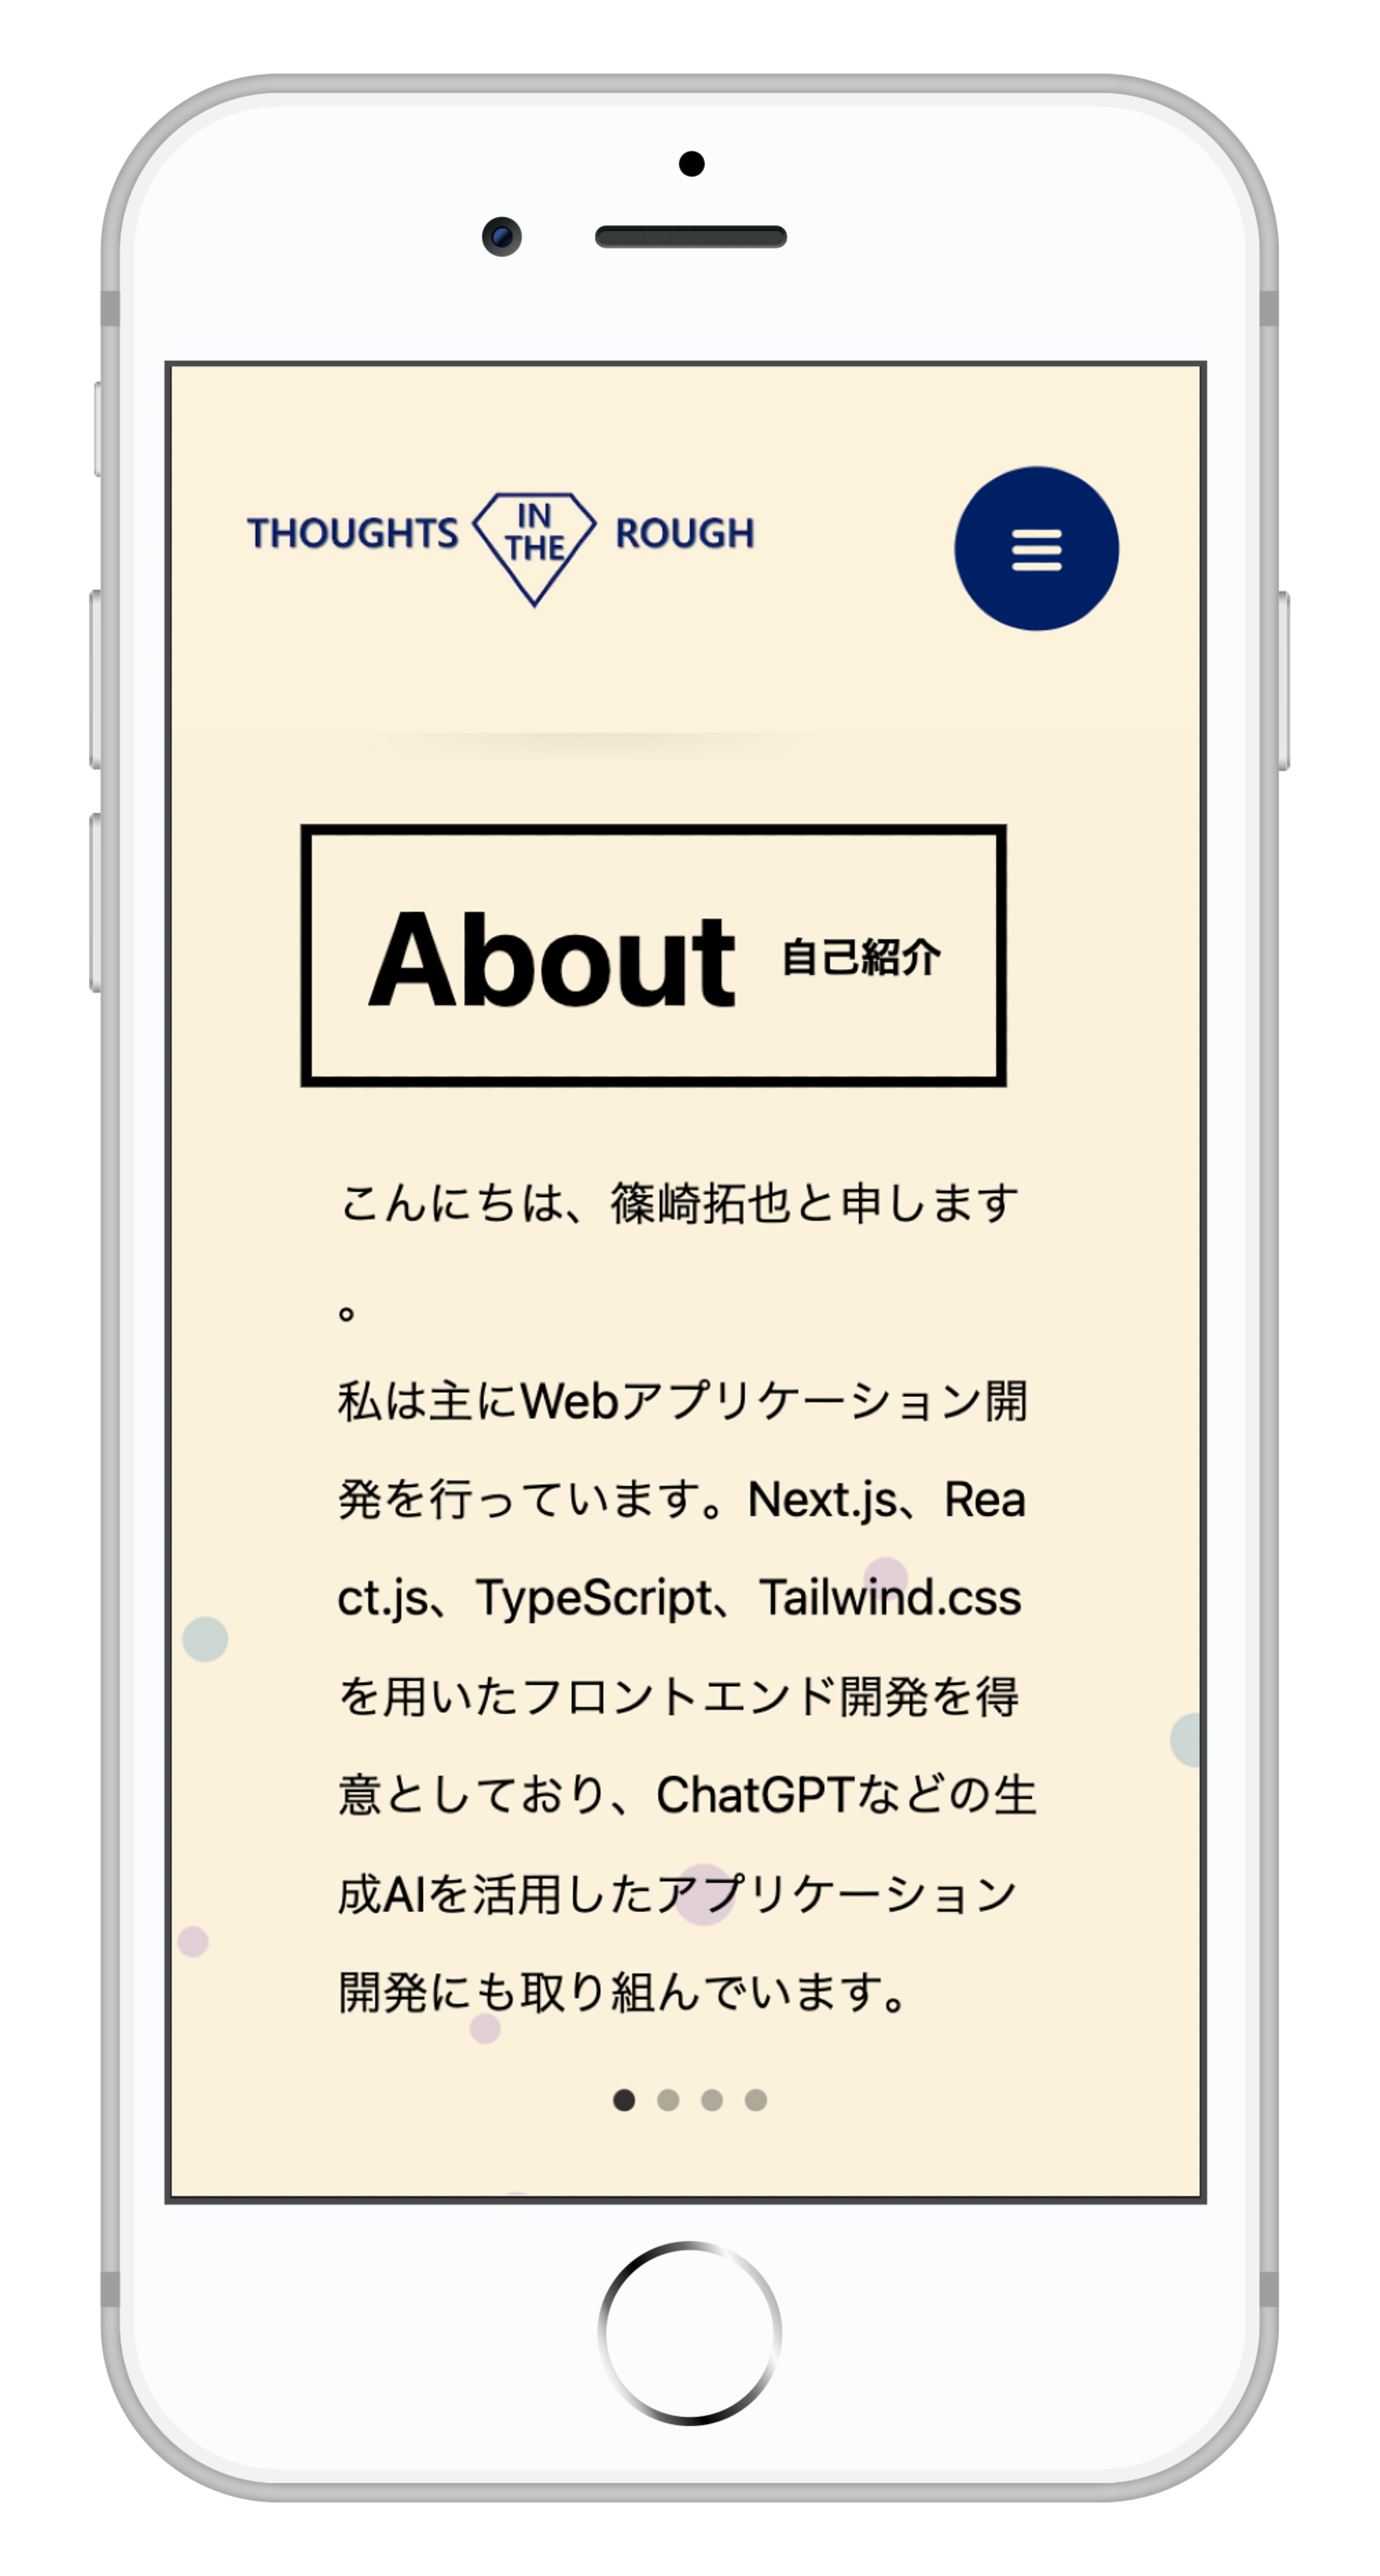 THOUGHTS IN THE ROUGH
About 自己紹介
こんにちは、篠崎拓也と申します
。
私は主にWebアプリケーション開
発を行っています。Next.js、Rea
ct.js、TypeScript、Tailwind.css
を用いたフロントエンド開発を得
意としており、ChatGPTなどの生
成AIを活用したアプリケーション
開発にも取り組んでいます。